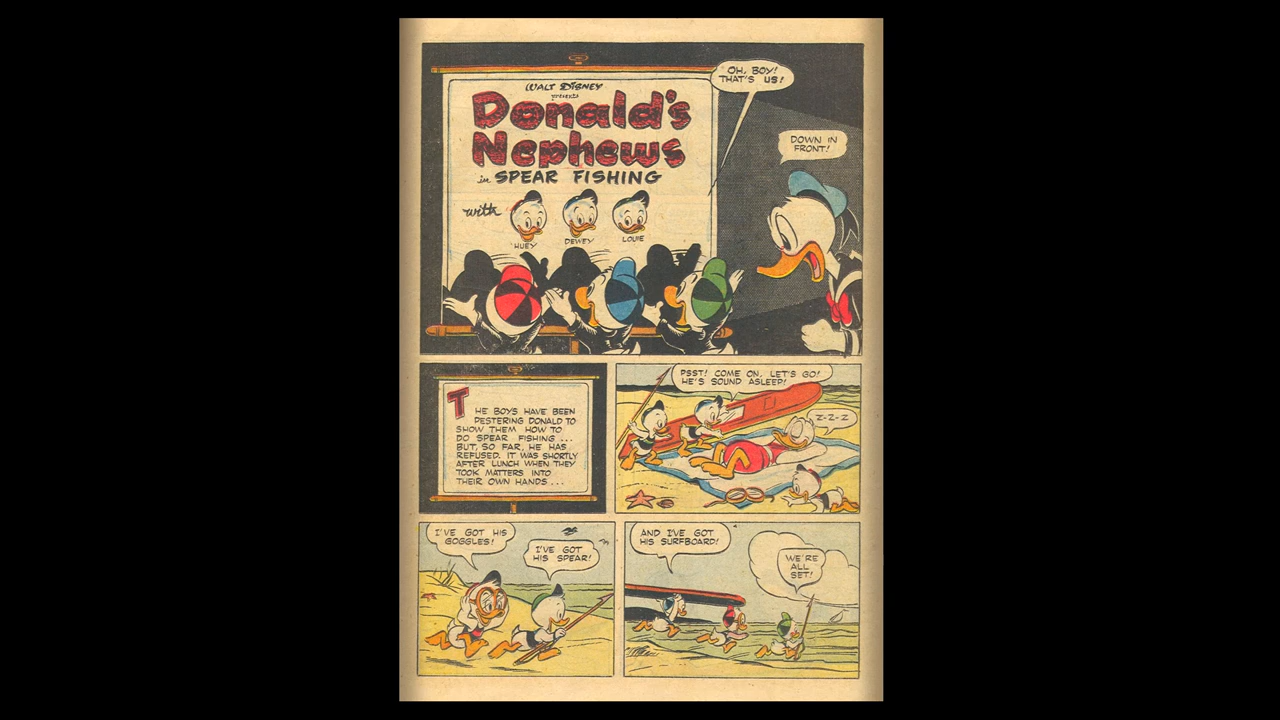 WALT DISNEY
presents
Donald's
Nephews
in SPEAR FISHING
with
HUEY
DEWEY
LOUIE
OH, BOY!
THAT'S US!
DOWN IN
FRONT!
THE BOYS HAVE BEEN
PESTERING DONALD TO
SHOW THEM HOW TO
DO SPEAR FISHING ...
BUT, SO FAR, HE HAS
REFUSED. IT WAS SHORTLY
AFTER LUNCH WHEN THEY
TOOK MATTERS INTO
THEIR OWN HANDS ...
PSST! COME ON, LET'S GO!
HE'S SOUND ASLEEP!
Z-Z-Z
I'VE GOT HIS
GOGGLES!
I'VE GOT
HIS SPEAR!
AND I'VE GOT
HIS SURFBOARD!
WE'RE
ALL
SET!